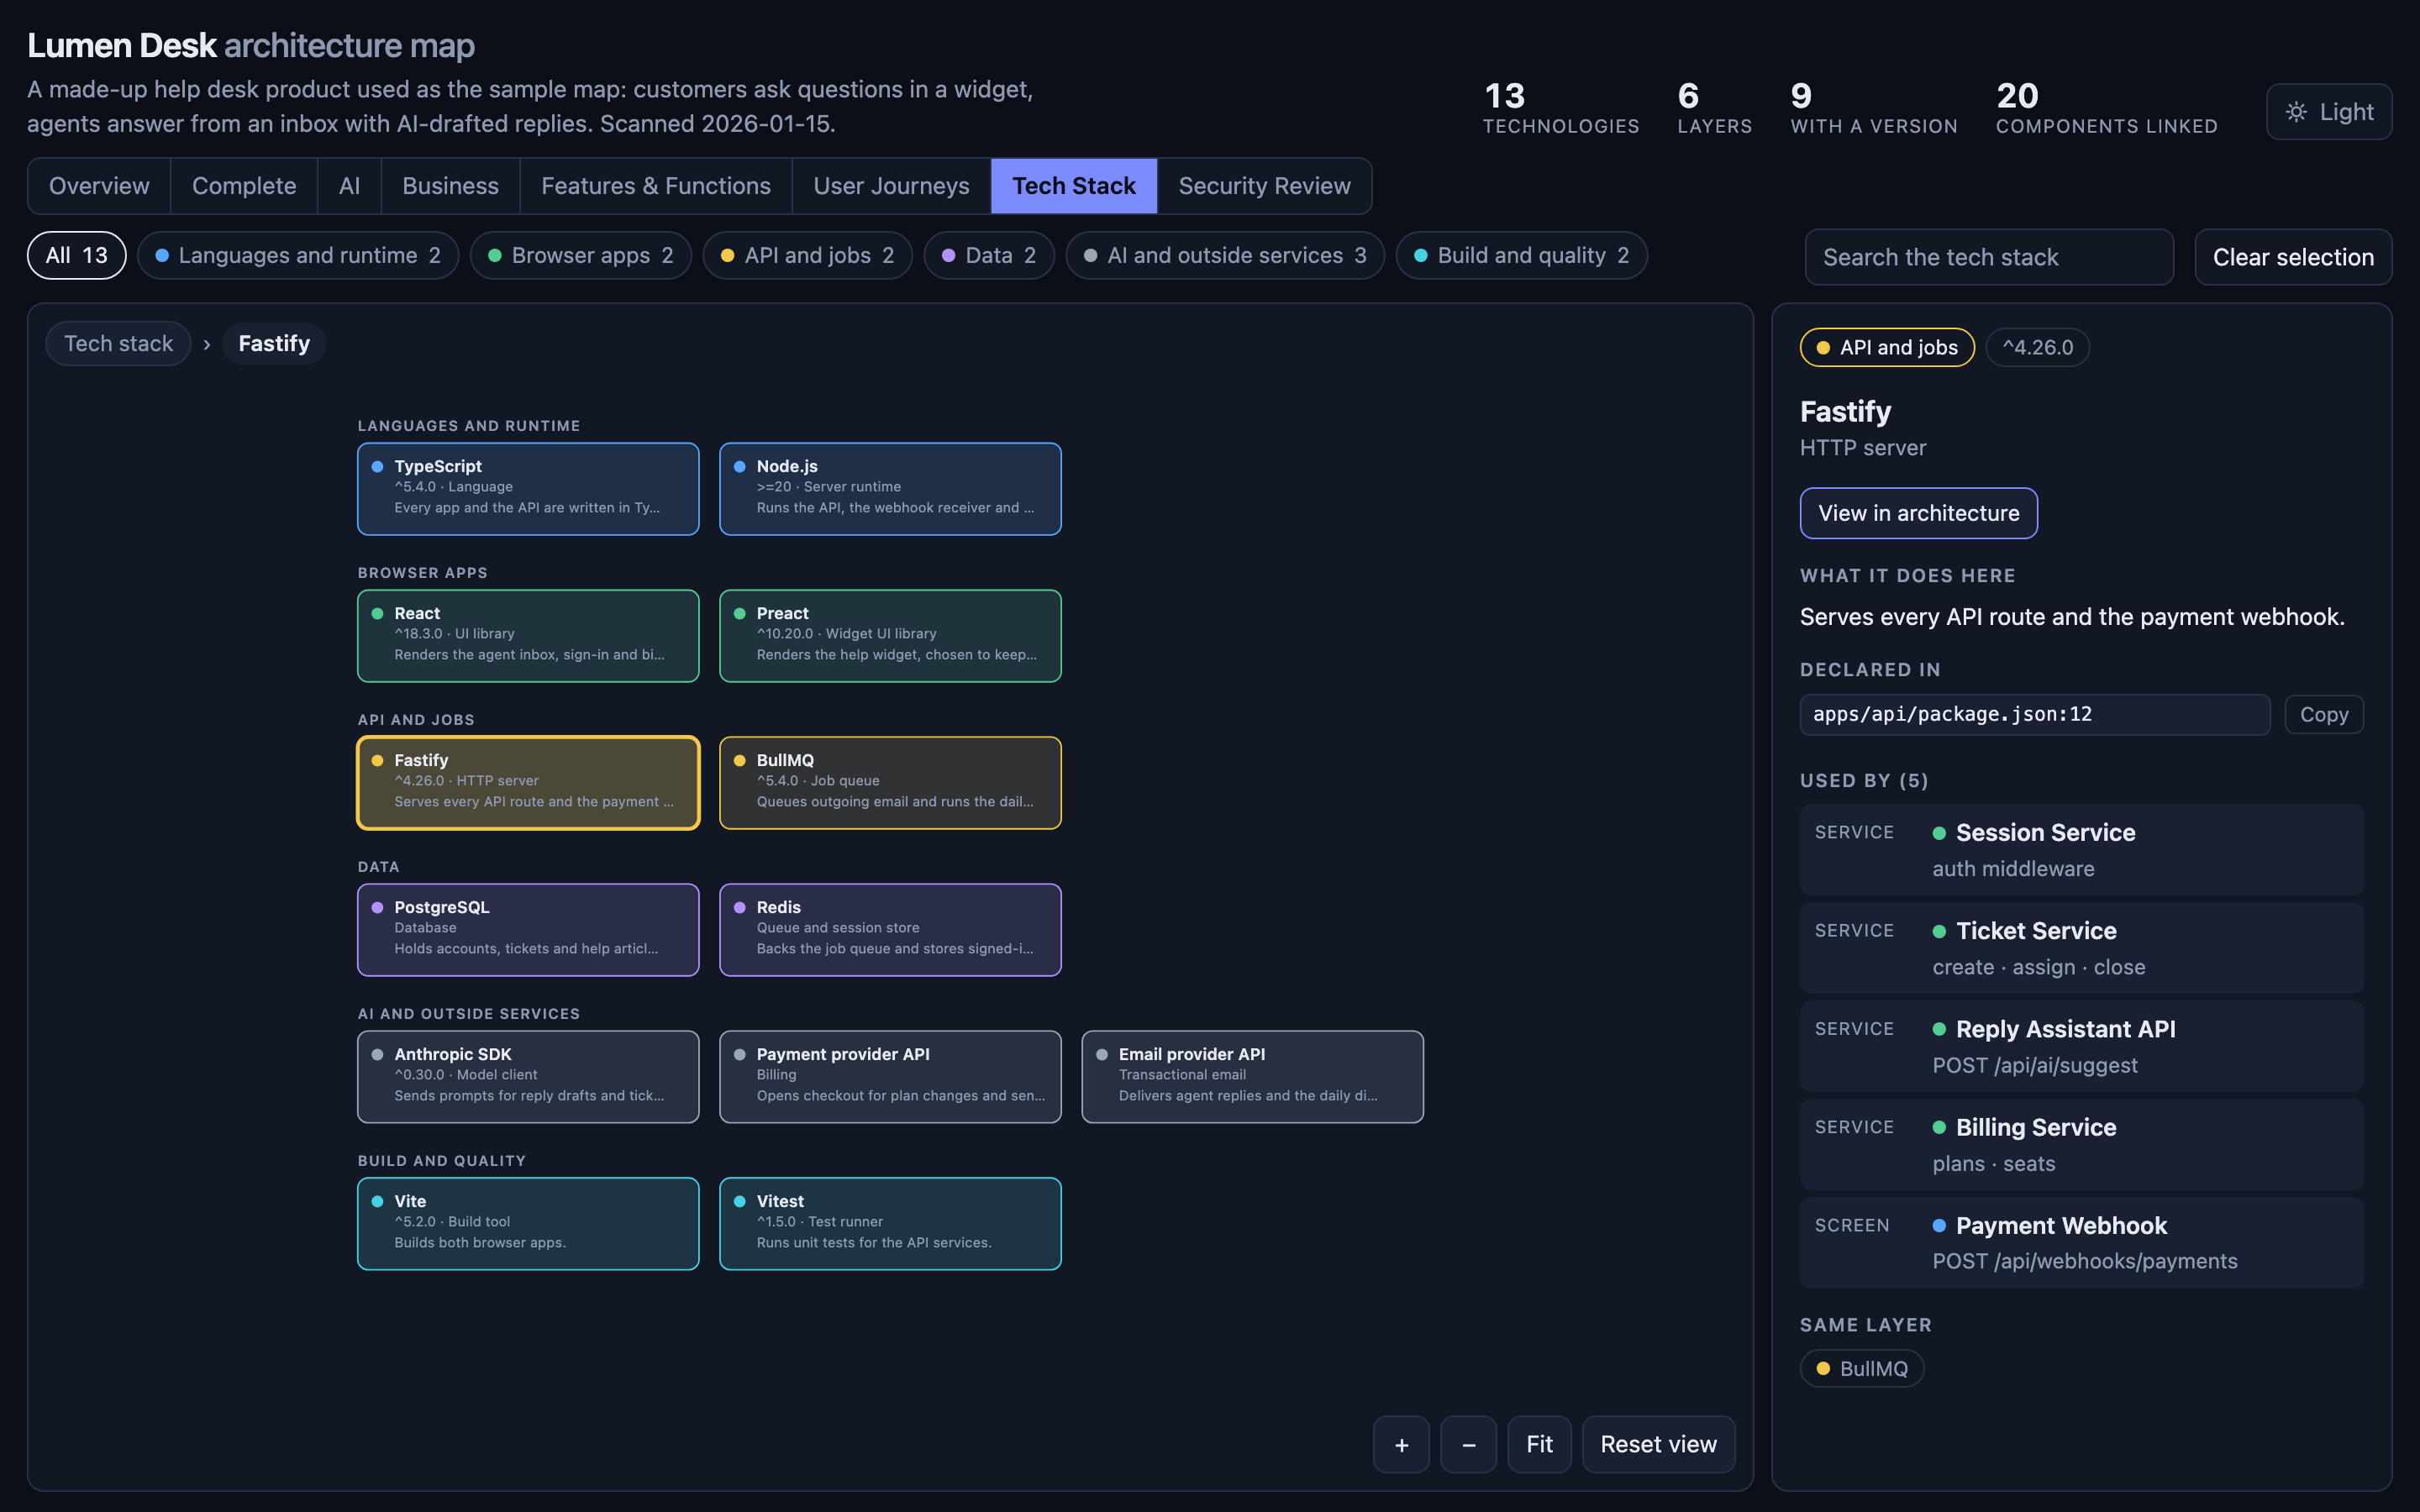 Lumen Desk architecture map
A made-up help desk product used as the sample map: customers ask questions in a widget,
agents answer from an inbox with AI-drafted replies. Scanned 2026-01-15.
13
TECHNOLOGIES
6
LAYERS
9
WITH A VERSION
20
COMPONENTS LINKED
Light
Overview
Complete
AI
Business
Features & Functions
User Journeys
Tech Stack
Security Review
All 13
Languages and runtime 2
Browser apps 2
API and jobs 2
Data 2
AI and outside services 3
Build and quality 2
Search the tech stack
Clear selection
Tech stack › Fastify
LANGUAGES AND RUNTIME
TypeScript
^5.4.0 · Language
Every app and the API are written in Ty...
Node.js
>=20 · Server runtime
Runs the API, the webhook receiver and ...
BROWSER APPS
React
^18.3.0 · UI library
Renders the agent inbox, sign-in and bi...
Preact
^10.20.0 · Widget UI library
Renders the help widget, chosen to keep...
API AND JOBS
Fastify
^4.26.0 · HTTP server
Serves every API route and the payment ...
BullMQ
^5.4.0 · Job queue
Queues outgoing email and runs the dail...
DATA
PostgreSQL
Database
Holds accounts, tickets and help articl...
Redis
Queue and session store
Backs the job queue and stores signed-i...
AI AND OUTSIDE SERVICES
Anthropic SDK
^0.30.0 · Model client
Sends prompts for reply drafts and tick...
Payment provider API
Billing
Opens checkout for plan changes and sen...
Email provider API
Transactional email
Delivers agent replies and the daily di...
BUILD AND QUALITY
Vite
^5.2.0 · Build tool
Builds both browser apps.
Vitest
^1.5.0 · Test runner
Runs unit tests for the API services.
+
−
Fit
Reset view
API and jobs
^4.26.0
Fastify
HTTP server
View in architecture
WHAT IT DOES HERE
Serves every API route and the payment webhook.
DECLARED IN
apps/api/package.json:12
Copy
USED BY (5)
SERVICE
Session Service
auth middleware
SERVICE
Ticket Service
create · assign · close
SERVICE
Reply Assistant API
POST /api/ai/suggest
SERVICE
Billing Service
plans · seats
SCREEN
Payment Webhook
POST /api/webhooks/payments
SAME LAYER
BullMQ